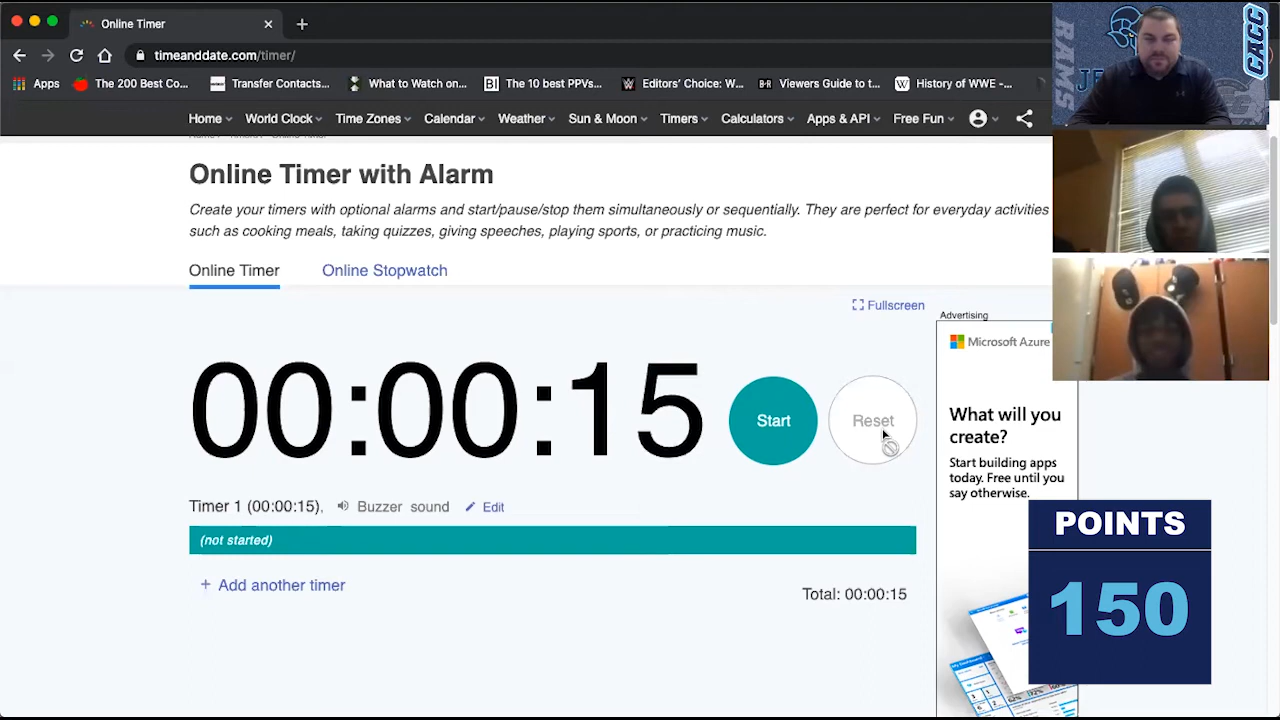 Online Timer
timeanddate.com/timer/
Apps
The 200 Best Co...
Transfer Contacts...
What to Watch on...
The 10 best PPVs...
Editors' Choice: W...
Viewers Guide to t...
History of WWE -...
Home
World Clock
Time Zones
Calendar
Weather
Sun & Moon
Timers
Calculators
Apps & API
Free Fun
Online Timer with Alarm
Create your timers with optional alarms and start/pause/stop them simultaneously or sequentially. They are perfect for everyday activities
such as cooking meals, taking quizzes, giving speeches, playing sports, or practicing music.
Online Timer
Online Stopwatch
Fullscreen
Advertising
00:00:15
Start
Reset
Timer 1 (00:00:15),
Buzzer sound
Edit
(not started)
+ Add another timer
Total: 00:00:15
Microsoft Azure
What will you
create?
Start building apps
today. Free until you
say otherwise.
POINTS
150
RAMS
CACC